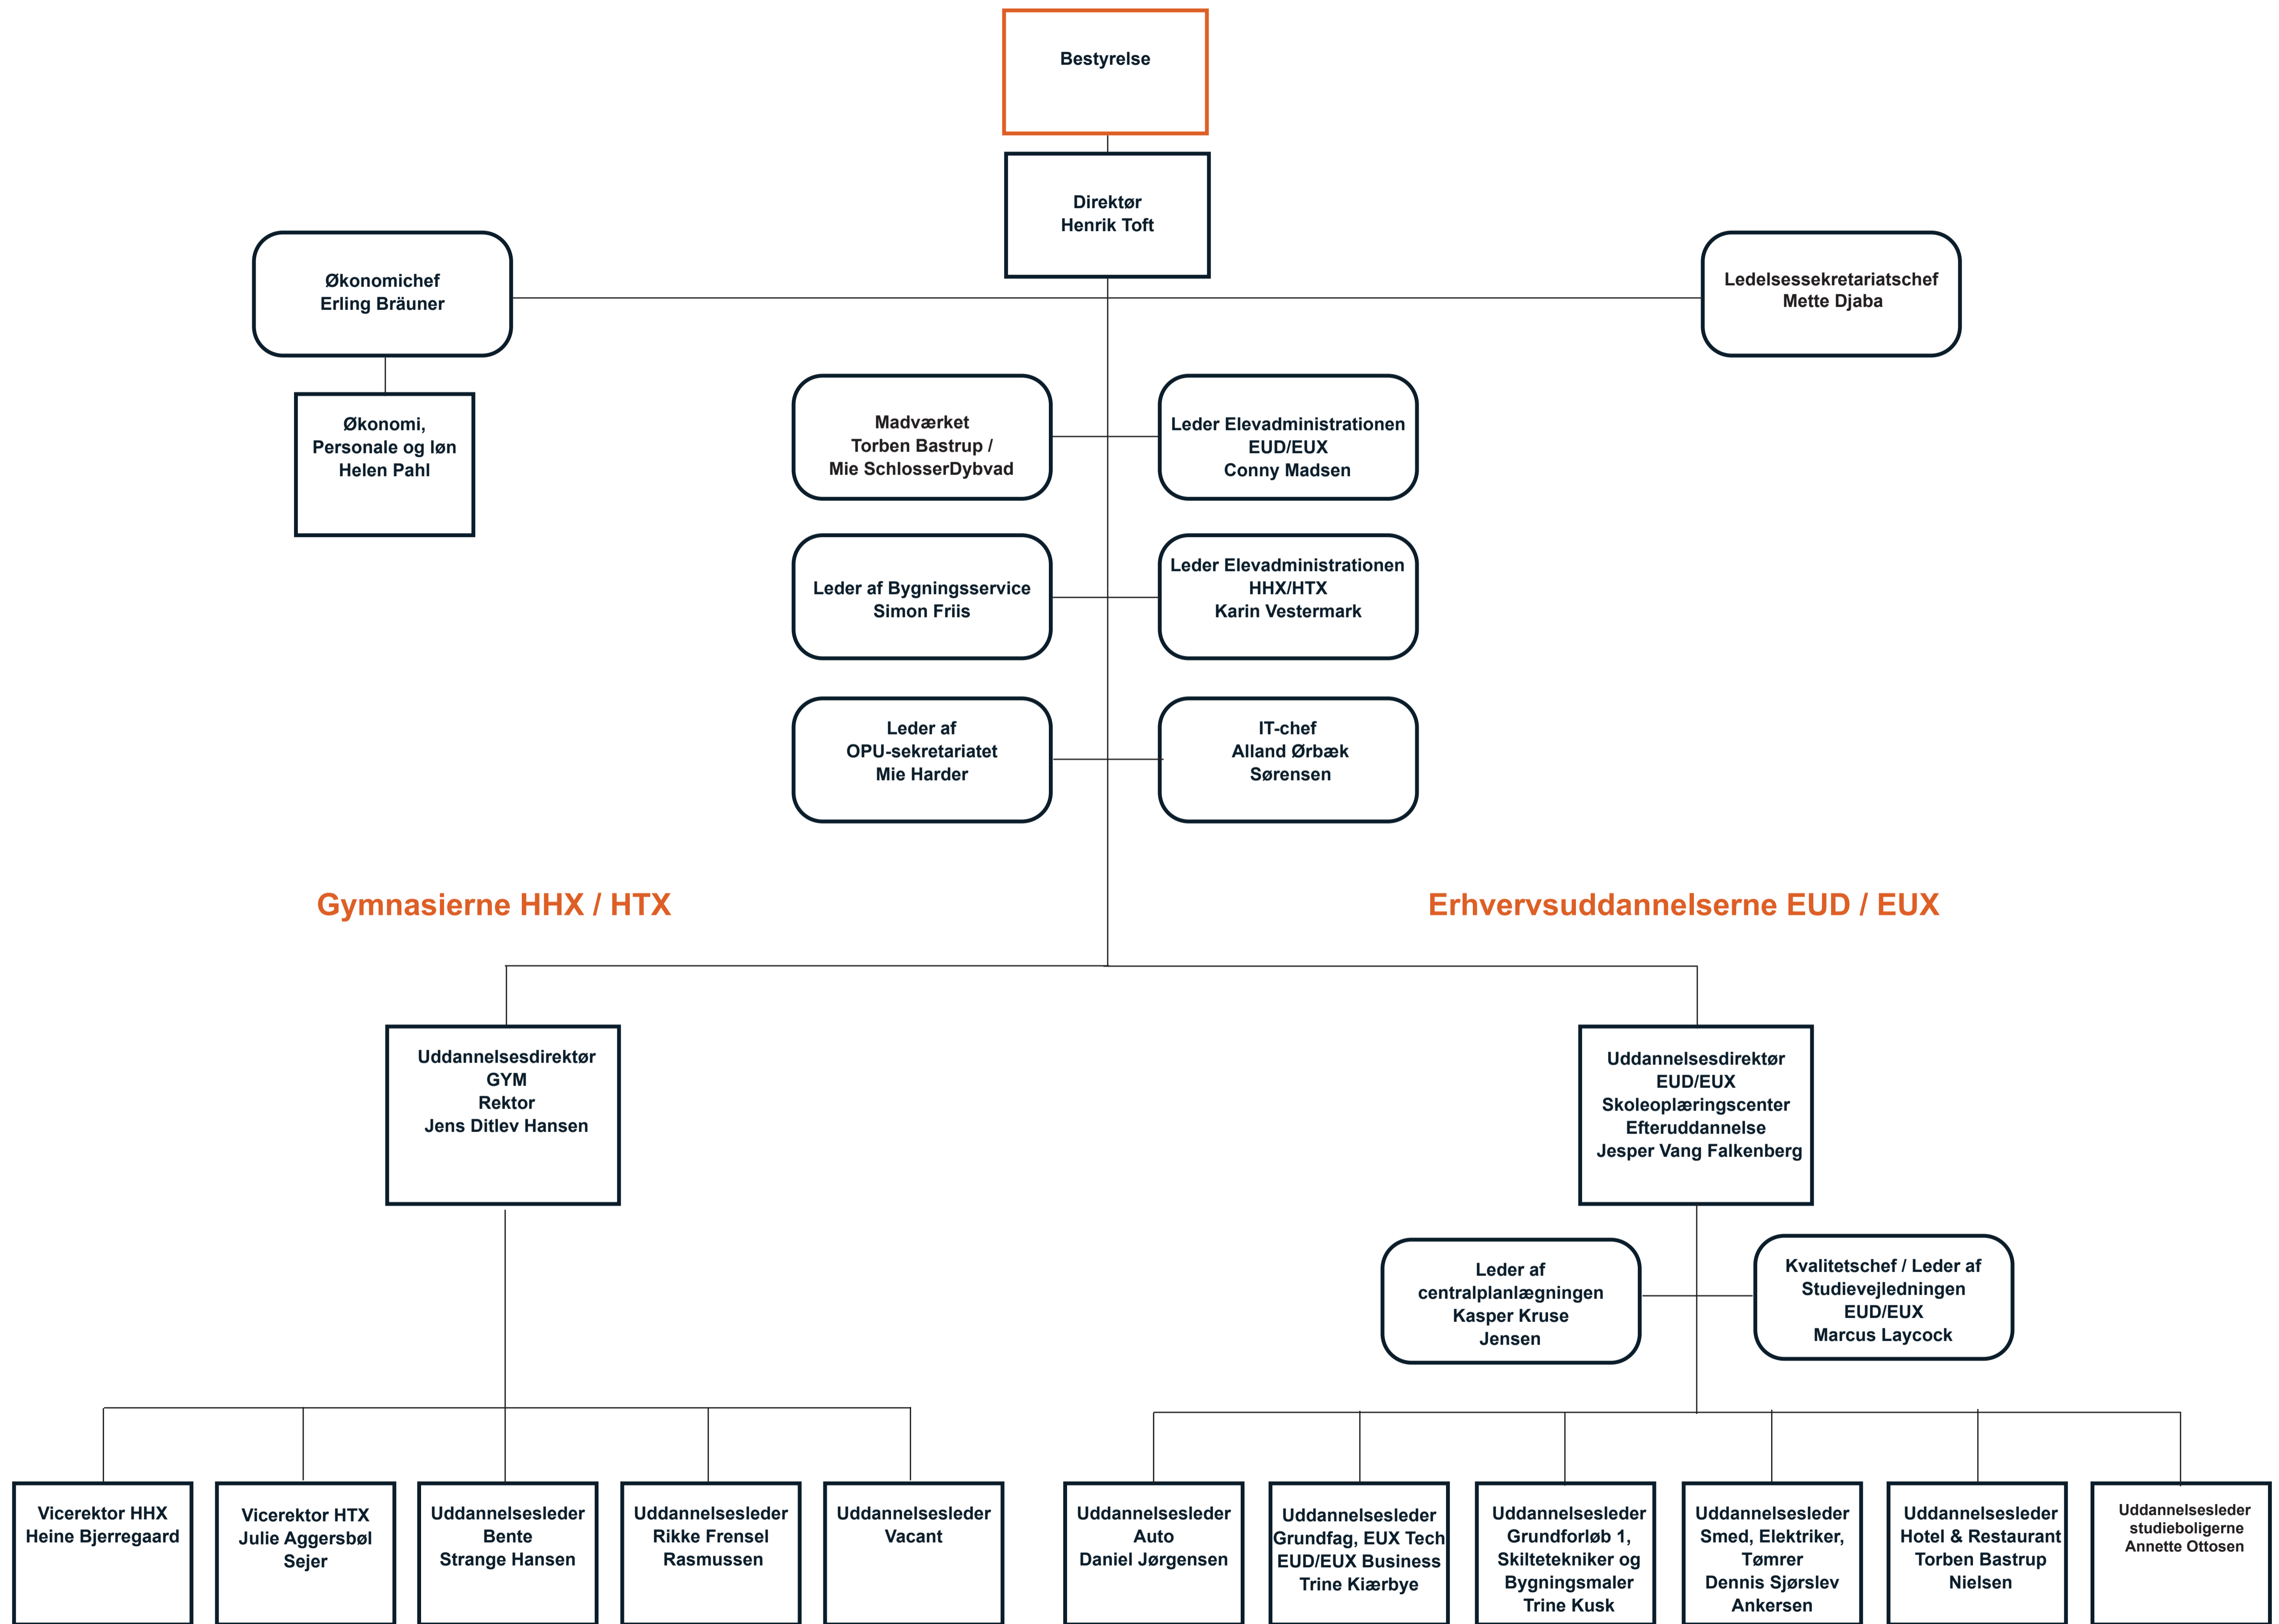 Bestyrelse
Direktør
Henrik Toft
Økonomichef
Erling Bräuner
Ledelsessekretariatschef
Mette Djaba
Økonomi,
Personale og løn
Helen Pahl
Madværket
Torben Bastrup /
Mie SchlosserDybvad
Leder Elevadministrationen
EUD/EUX
Conny Madsen
Leder af Bygningsservice
Simon Friis
Leder Elevadministrationen
HHX/HTX
Karin Vestermark
Leder af
OPU-sekretariatet
Mie Harder
IT-chef
Alland Ørbæk
Sørensen
Gymnasierne HHX / HTX
Erhvervsuddannelserne EUD / EUX
Uddannelsesdirektør
GYM
Rektor
Jens Ditlev Hansen
Uddannelsesdirektør
EUD/EUX
Skoleoplæringscenter
Efteruddannelse
Jesper Vang Falkenberg
Leder af
centralplanlægningen
Kasper Kruse
Jensen
Kvalitetschef / Leder af
Studievejledningen
EUD/EUX
Marcus Laycock
Vicerektor HHX
Heine Bjerregaard
Vicerektor HTX
Julie Aggersbøl
Sejer
Uddannelsesleder
Bente
Strange Hansen
Uddannelsesleder
Rikke Frensel
Rasmussen
Uddannelsesleder
Vacant
Uddannelsesleder
Auto
Daniel Jørgensen
Uddannelsesleder
Grundfag, EUX Tech
EUD/EUX Business
Trine Kiærbye
Uddannelsesleder
Grundforløb 1,
Skiltetekniker og
Bygningsmaler
Trine Kusk
Uddannelsesleder
Smed, Elektriker,
Tømrer
Dennis Sjørslev
Ankersen
Uddannelsesleder
Hotel & Restaurant
Torben Bastrup
Nielsen
Uddannelsesleder
studieboligerne
Annette Ottosen